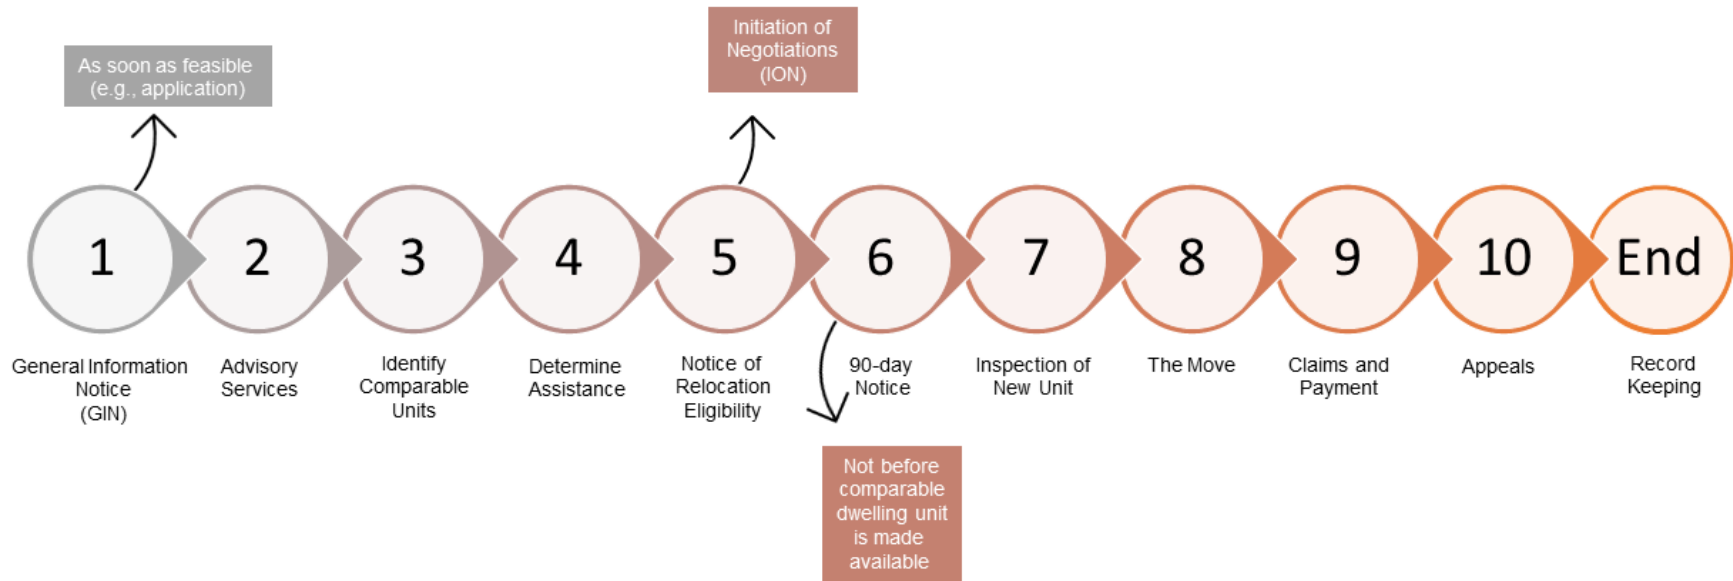 As soon as feasible
(e.g., application)
Initiation of
Negotiations
(ION)
1
2
3
4
5
6
7
8
9
10
End
General Information
Notice
(GIN)
Advisory
Services
Identify
Comparable
Units
Determine
Assistance
Notice of
Relocation
Eligibility
90-day
Notice
Inspection of
New Unit
The Move
Claims and
Payment
Appeals
Record
Keeping
Not before
comparable
dwelling unit
is made
available